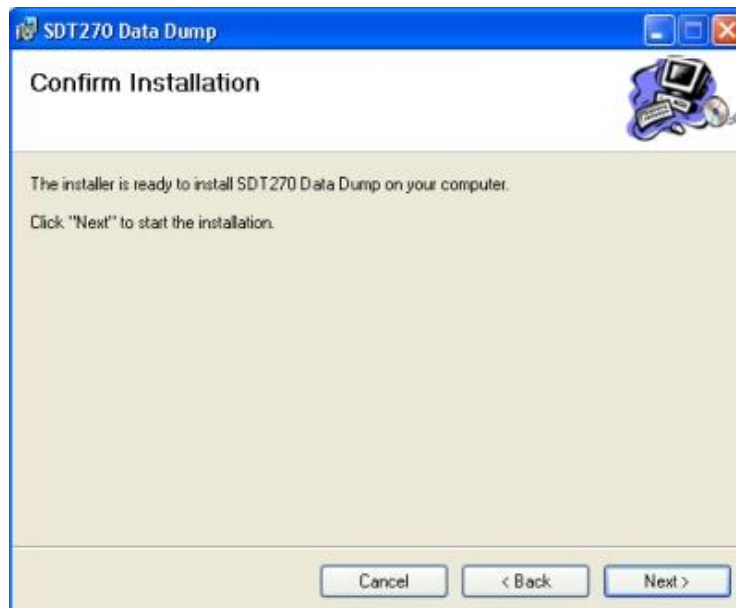 SDT270 Data Dump
Confirm Installation
The installer is ready to install SDT270 Data Dump on your computer.
Click "Next" to start the installation.
Cancel
< Back
Next >